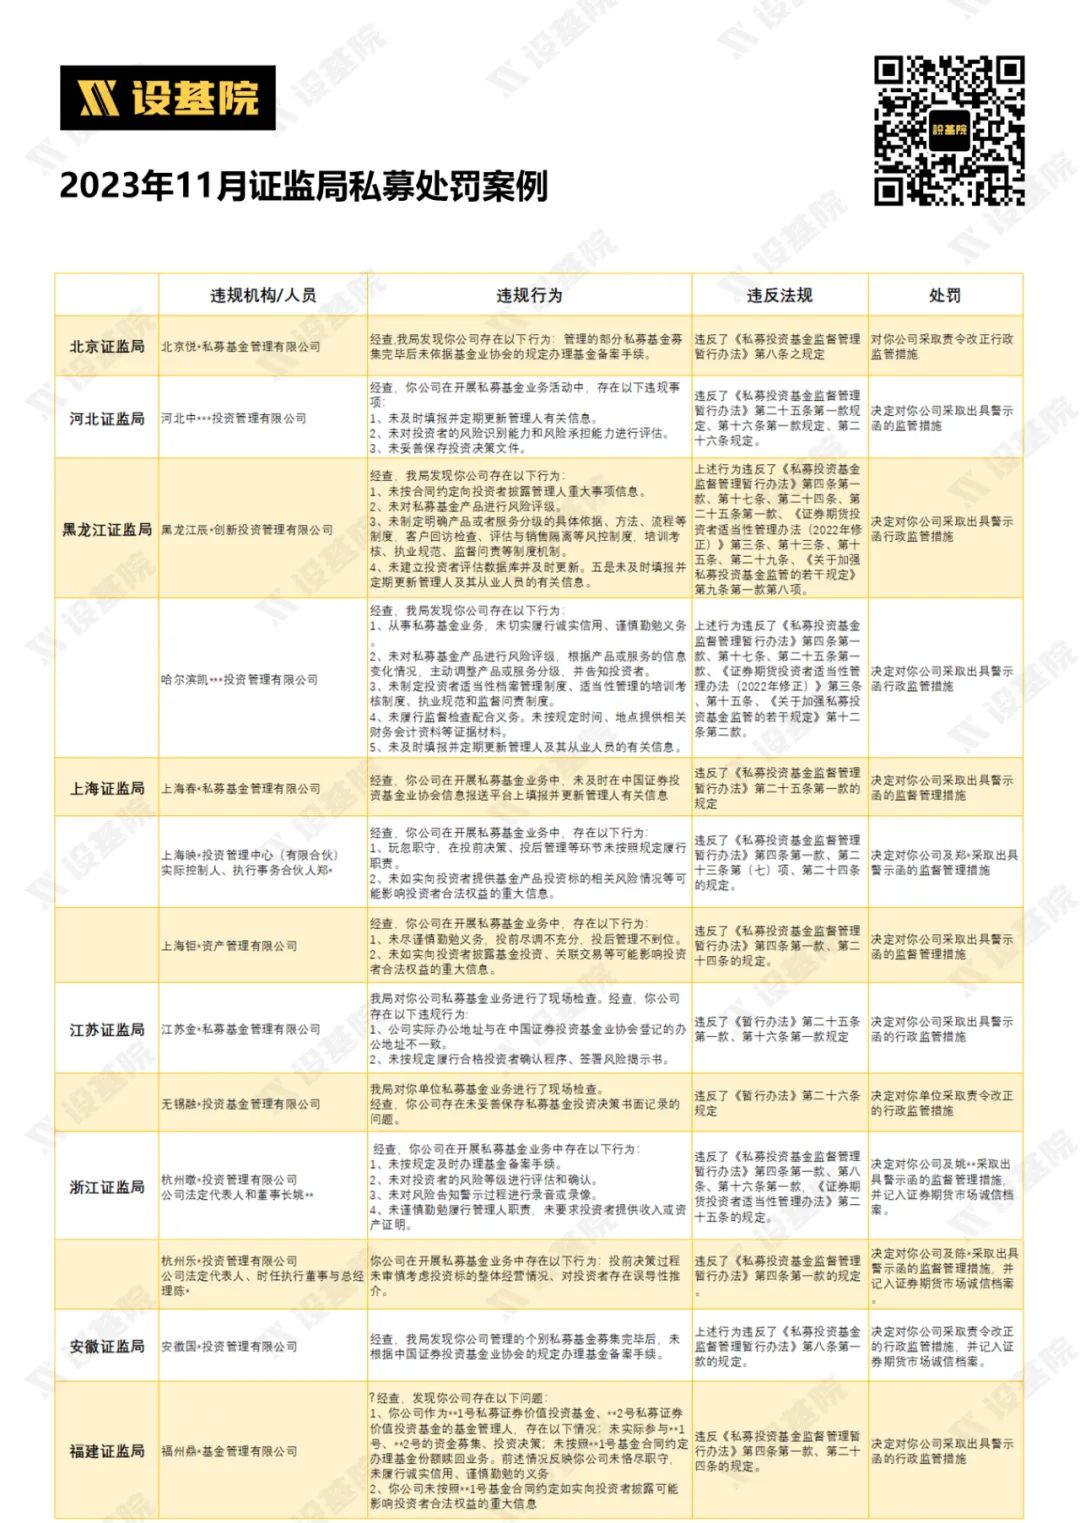 设基院
设基院
2023年11月证监局私募处罚案例
违规机构/人员
违规行为
违反法规
处罚
北京证监局
北京悦*私募基金管理有限公司
经查,我局发现你公司存在以下行为：管理的部分私募基金募
集完毕后未依据基金业协会的规定办理基金备案手续。
违反了《私募投资基金监督管理
暂行办法》第八条之规定
对你公司采取责令改正行政
监管措施
河北证监局
河北中***投资管理有限公司
经查，你公司在开展私募基金业务活动中，存在以下违规事
项：
1、未及时填报并定期更新管理人有关信息。
2、未对投资者的风险识别能力和风险承担能力进行评估。
3、未妥善保存投资决策文件。
违反了《私募投资基金监督管理
暂行办法》第二十五条第一款规
定、第十六条第一款规定、第二
十六条规定。
决定对你公司采取出具警示
函的监管措施
黑龙江证监局
黑龙江辰*创新投资管理有限公司
经查，我局发现你公司存在以下行为：
1、未按合同约定向投资者披露管理人重大事项信息。
2、未对私募基金产品进行风险评级。
3、未制定明确产品或者服务分级的具体依据、方法、流程等
制度，客户回访检查、评估与销售隔离等风控制度，培训考
核、执业规范、监督问责等制度机制。
4、未建立投资者评估数据库并及时更新。五是未及时填报并
定期更新管理人及其从业人员的有关信息。
上述行为违反了《私募投资基金
监督管理暂行办法》第四条第一
款、第十七条、第二十四条、第
二十五条第一款、《证券期货投
资者适当性管理办法（2022年修
正）》第三条、第十三条、第十
五条、第二十九条、《关于加强
私募投资基金监管的若干规定》
第九条第一款第八项。
决定对你公司采取出具警示
函行政监管措施
哈尔滨凯***投资管理有限公司
经查，我局发现你公司存在以下行为：
1、从事私募基金业务，未切实履行诚实信用、谨慎勤勉义务
。
2、未对私募基金产品进行风险评级，根据产品或服务的信息
变化情况，主动调整产品或服务分级，并告知投资者。
3、未制定投资者适当性档案管理制度、适当性管理的培训考
核制度、执业规范和监督问责制度。
4、未履行监督检查配合义务。未按规定时间、地点提供相关
财务会计资料等证据材料。
5、未及时填报并定期更新管理人及其从业人员的有关信息。
上述行为违反了《私募投资基金
监督管理暂行办法》第四条第一
款、第十七条、第二十五条第一
款、《证券期货投资者适当性管
理办法（2022年修正）》第三条
、第十五条、《关于加强私募投
资基金监管的若干规定》第十二
条第二款。
决定对你公司采取出具警示
函行政监管措施
上海证监局
上海春*私募基金管理有限公司
经查，你公司在开展私募基金业务中，未及时在中国证券投
资基金业协会信息报送平台上填报并更新管理人有关信息
违反了《私募投资基金监督管理
暂行办法》第二十五条第一款的
规定
决定对你公司采取出具警示
函的监督管理措施
上海映*投资管理中心（有限合伙）
实际控制人、执行事务合伙人郑*
经查，你公司在开展私募基金业务中，存在以下行为：
1、玩忽职守，在投前决策、投后管理等环节未按照规定履行
职责。
2、未如实向投资者提供基金产品投资标的相关风险情况等可
能影响投资者合法权益的重大信息。
违反了《私募投资基金监督管理
暂行办法》第四条第一款、第二
十三条第（七）项、第二十四条
的规定。
决定对你公司及郑*采取出具
警示函的监督管理措施
上海钜*资产管理有限公司
经查，你公司在开展私募基金业务中，存在以下行为：
1、未尽谨慎勤勉义务，投前尽调不充分，投后管理不到位。
2、未如实向投资者披露基金投资、关联交易等可能影响投资
者合法权益的重大信息。
违反了《私募投资基金监督管理
暂行办法》第四条第一款、第二
十四条的规定。
决定对你公司采取出具警示
函的监督管理措施
江苏证监局
江苏金*私募基金管理有限公司
我局对你公司私募基金业务进行了现场检查。经查，你公司
存在以下违规行为：
1、公司实际办公地址与在中国证券投资基金业协会登记的办
公地址不一致。
2、未按规定履行合格投资者确认程序、签署风险揭示书。
违反了《暂行办法》第二十五条
第一款、第十六条第一款规定
决定对你公司采取出具警示
函的行政监管措施
无锡融*投资基金管理有限公司
我局对你单位私募基金业务进行了现场检查。
经查，你公司存在未妥善保存私募基金投资决策书面记录的
问题。
违反了《暂行办法》第二十六条
规定
决定对你单位采取责令改正
的行政监管措施
浙江证监局
杭州暾*投资管理有限公司
公司法定代表人和董事长姚**
经查，你公司在开展私募基金业务中存在以下行为：
1、未按规定及时办理基金备案手续。
2、未对投资者的风险等级进行评估和确认。
3、未对风险告知警示过程进行录音或录像。
4、未谨慎勤勉履行管理人职责，未要求投资者提供收入或资
产证明。
违反了《私募投资基金监督管理
暂行办法》第四条第一款、第八
条、第十六条第一款，《证券期
货投资者适当性管理办法》第二
十五条的规定。
决定对你公司及姚**采取出
具警示函的监督管理措施，
并记入证券期货市场诚信档
案。
杭州乐*投资管理有限公司
公司法定代表人、时任执行董事与总经
理陈*
你公司在开展私募基金业务中存在以下行为：投前决策过程
未审慎考虑投资标的整体经营情况、对投资者存在误导性推
介。
违反了《私募投资基金监督管理
暂行办法》第四条第一款的规定
。
决定对你公司及陈*采取出具
警示函的监督管理措施，并
记入证券期货市场诚信档案
。
安徽证监局
安徽国*投资管理有限公司
经查，我局发现你公司管理的个别私募基金募集完毕后，未
根据中国证券投资基金业协会的规定办理基金备案手续。
上述行为违反了《私募投资基金
监督管理暂行办法》第八条第一
款的规定。
决定对你公司采取责令改正
的行政监管措施，并记入证
券期货市场诚信档案。
福建证监局
福州鼎*基金管理有限公司
?经查，发现你公司存在以下问题：
1、你公司作为**1号私募证券价值投资基金、**2号私募证券
价值投资基金的基金管理人，存在以下情况：未实际参与**1
号、**2号的资金募集、投资决策；未按照**1号基金合同约定
办理基金份额赎回业务。前述情况反映你公司未恪尽职守，
未履行诚实信用、谨慎勤勉的义务
2、你公司未按照**1号基金合同约定如实向投资者披露可能
影响投资者合法权益的重大信息
违反《私募投资基金监督管理暂
行办法》第四条第一款、第二十
四条的规定。
决定对你公司采取出具警示
函的行政监管措施